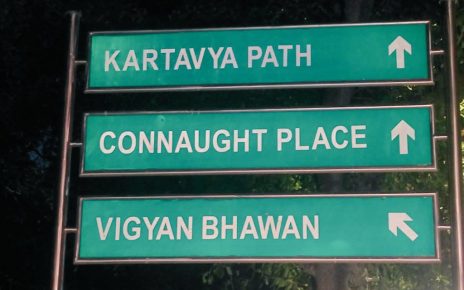 KARTAVYA PATH ↑
CONNAUGHT PLACE ↑
VIGYAN BHAWAN ↖